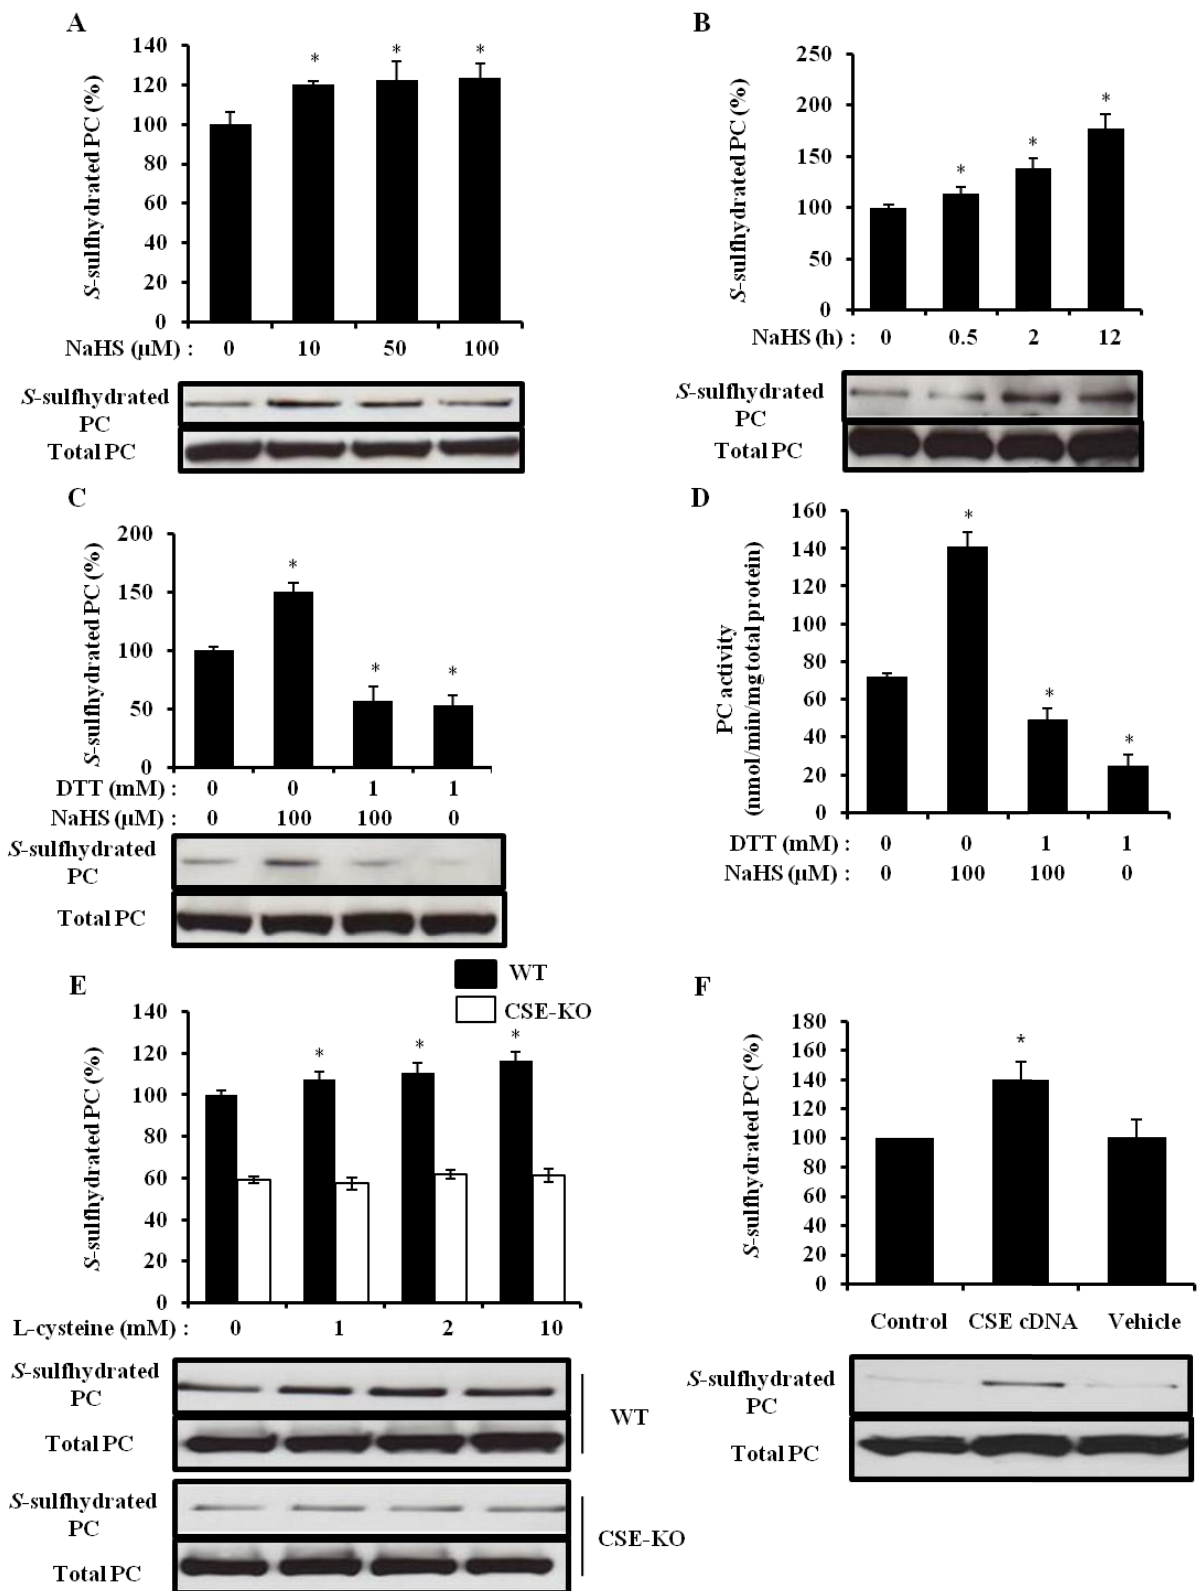 A
S-sulfhydrated PC (%)
140
120
100
80
60
40
20
0
* * *
NaHS (µM) : 0 10 50 100
S-sulfhydrated PC
Total PC
B
S-sulfhydrated PC (%)
250
200
150
100
50
0
* * *
NaHS (h) : 0 0.5 2 12
S-sulfhydrated PC
Total PC
C
S-sulfhydrated PC (%)
200
150
100
50
0
* * *
DTT (mM) : 0 0 1 1
NaHS (µM) : 0 100 100 0
S-sulfhydrated PC
Total PC
D
PC activity
(nmol/min/mg total protein)
160
140
120
100
80
60
40
20
0
* * *
DTT (mM) : 0 0 1 1
NaHS (µM) : 0 100 100 0
E
WT
CSE-KO
S-sulfhydrated PC (%)
140
120
100
80
60
40
20
0
* * *
L-cysteine (mM) : 0 1 2 10
S-sulfhydrated PC
Total PC
WT
S-sulfhydrated PC
Total PC
CSE-KO
F
S-sulfhydrated PC (%)
180
160
140
120
100
80
60
40
20
0
*
Control CSE cDNA Vehicle
S-sulfhydrated PC
Total PC